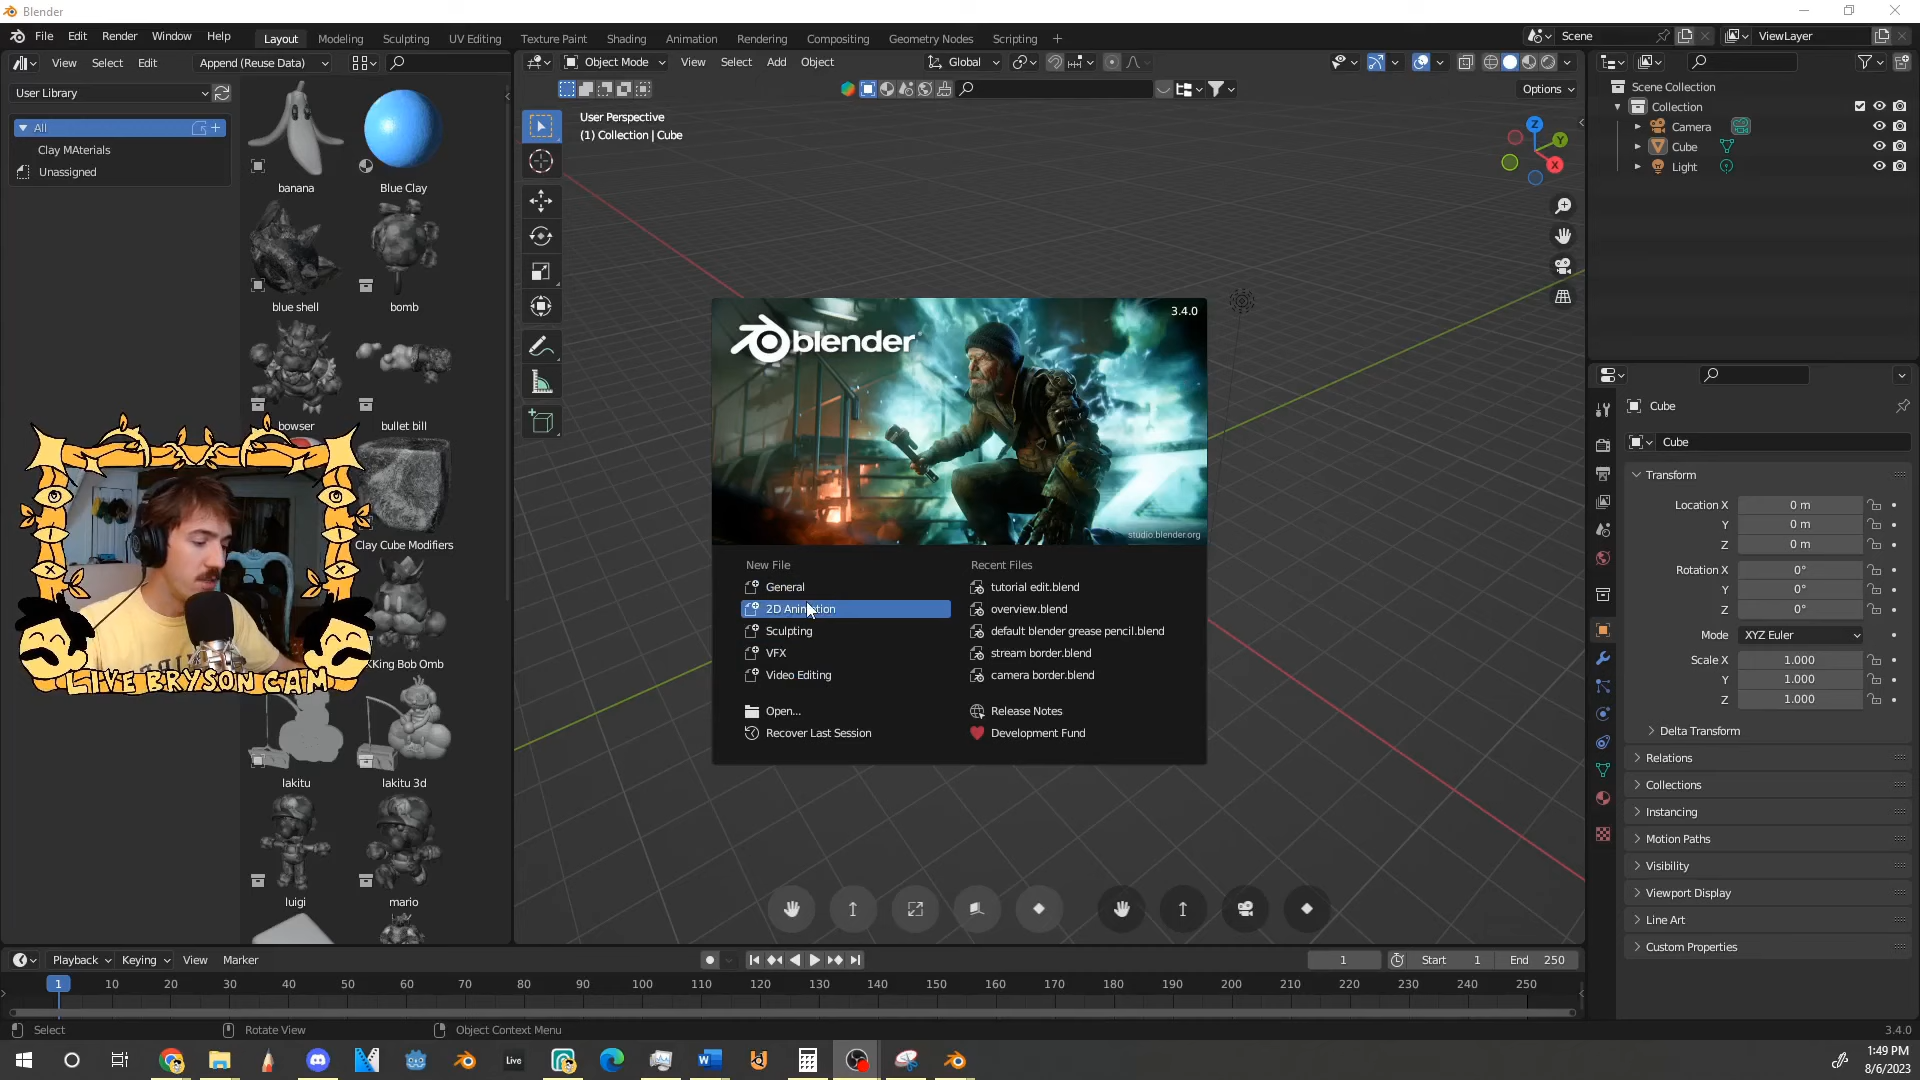 Blender
File Edit Render Window Help
Layout Modeling Sculpting UV Editing Texture Paint Shading Animation Rendering Compositing Geometry Nodes Scripting +
Scene ViewLayer
View Select Edit Append (Reuse Data)
Object Mode View Select Add Object Global
User Library
Options
All
Clay MAterials
Unassigned
banana Blue Clay
blue shell bomb
bowser bullet bill
Clay Cube Modifiers
KKing Bob Omb
lakitu lakitu 3d
luigi mario
LIVE BRYSON CAM
User Perspective
(1) Collection | Cube
Z
Y
X
blender
3.4.0
studio.blender.org
New File
General
2D Animation
Sculpting
VFX
Video Editing
Open...
Recover Last Session
Recent Files
tutorial edit.blend
overview.blend
default blender grease pencil.blend
stream border.blend
camera border.blend
Release Notes
Development Fund
Scene Collection
Collection
Camera
Cube
Light
Cube
Cube
Transform
Location X 0 m
Y 0 m
Z 0 m
Rotation X 0°
Y 0°
Z 0°
Mode XYZ Euler
Scale X 1.000
Y 1.000
Z 1.000
Delta Transform
Relations
Collections
Instancing
Motion Paths
Visibility
Viewport Display
Line Art
Custom Properties
Playback Keying View Marker
1 Start 1 End 250
1 10 20 30 40 50 60 70 80 90 100 110 120 130 140 150 160 170 180 190 200 210 220 230 240 250
Select Rotate View Object Context Menu
3.4.0
Live
1:49 PM
8/6/2023